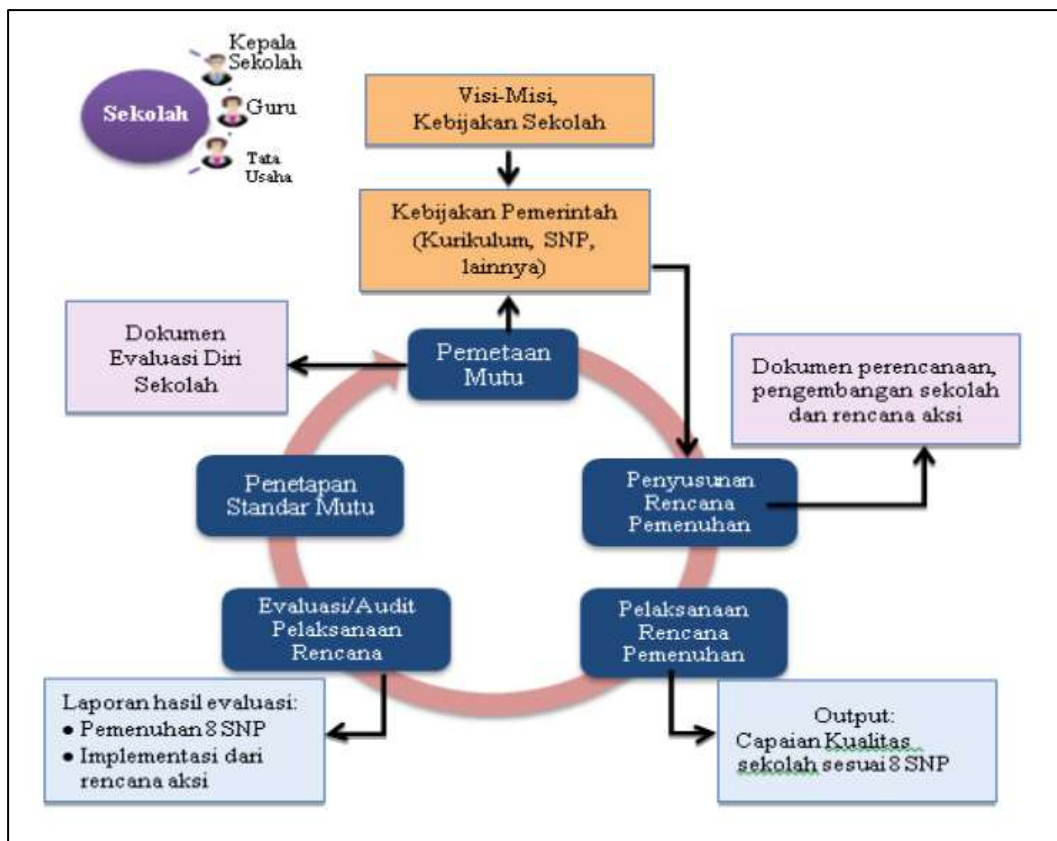 Kepala
Sekolah
Sekolah
Guru
Tata
Usaha
Visi-Misi,
Kebijakan Sekolah
Kebijakan Pemerintah
(Kurikulum, SNP,
lainnya)
Dokumen
Evaluasi Diri
Sekolah
Pemetaan
Mutu
Dokumen perencanaan,
pengembangan sekolah
dan rencana aksi
Penetapan
Standar Mutu
Penyusunan
Rencana
Pemenuhan
Evaluasi/Audit
Pelaksanaan
Rencana
Pelaksanaan
Rencana
Pemenuhan
Laporan hasil evaluasi:
● Pemenuhan 8 SNP
● Implementasi dari
rencana aksi
Output:
Capaian Kualitas
sekolah sesuai 8 SNP